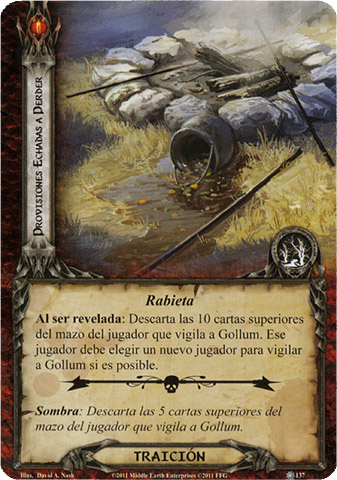 PROVISIONES ECHADAS A PERDER
Rabieta
Al ser revelada: Descarta las 10 cartas superiores
del mazo del jugador que vigila a Gollum. Ese
jugador debe elegir un nuevo jugador para vigilar
a Gollum si es posible.
Sombra: Descarta las 5 cartas superiores del
mazo del jugador que vigila a Gollum.
TRAICIÓN
Illus. David A. Nash
©2011 Middle Earth Enterprises ©2011 FFG
137